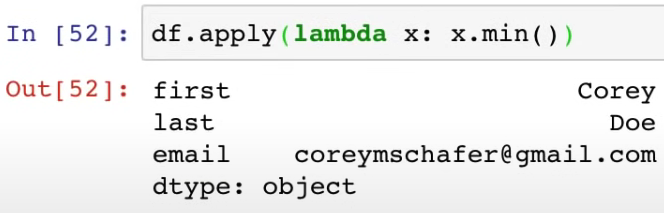 In [52]: df.apply(lambda x: x.min())
Out[52]: first Corey
last Doe
email coreymschafer@gmail.com
dtype: object